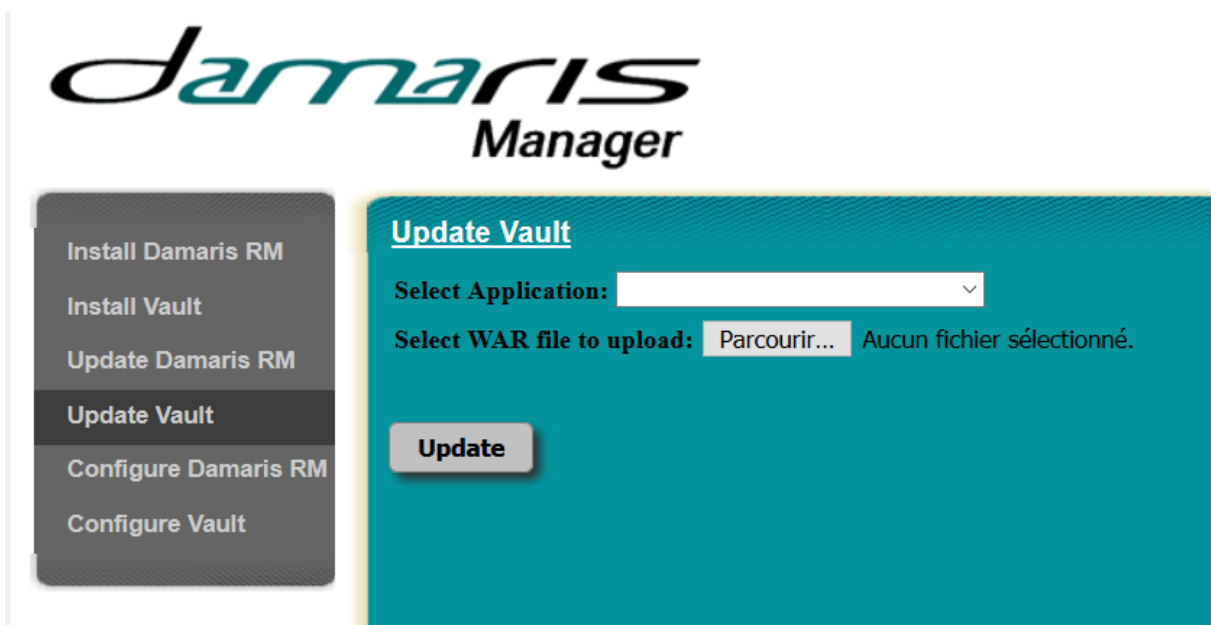 damaris
Manager
Install Damaris RM
Install Vault
Update Damaris RM
Update Vault
Configure Damaris RM
Configure Vault
Update Vault
Select Application:
Select WAR file to upload: Parcourir... Aucun fichier sélectionné.
Update